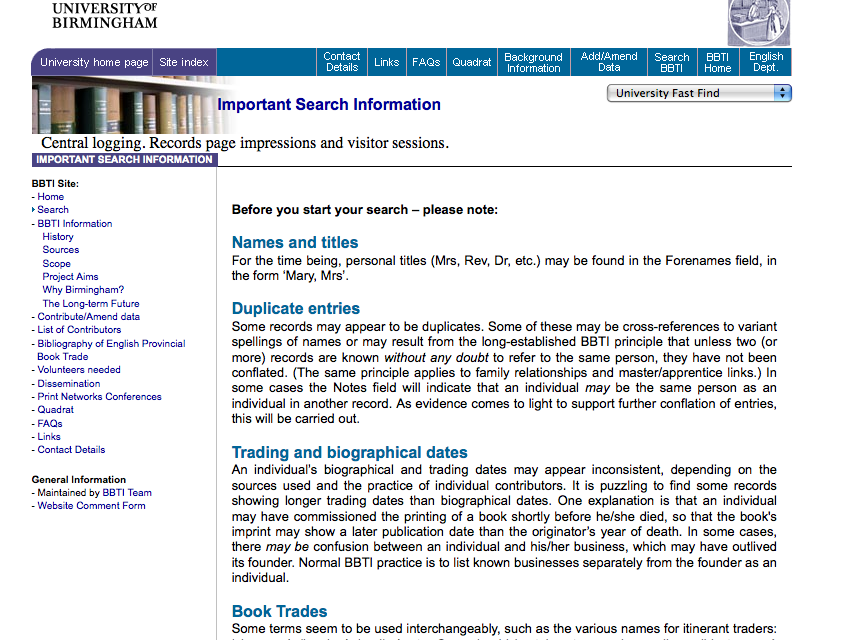 UNIVERSITY OF
BIRMINGHAM
University home page
Site index
Contact
Details
Links
FAQs
Quadrat
Background
Information
Add/Amend
Data
Search
BBTI
BBTI
Home
English
Dept.
Important Search Information
University Fast Find
Central logging. Records page impressions and visitor sessions.
IMPORTANT SEARCH INFORMATION
BBTI Site:
- Home
Search
- BBTI Information
History
Sources
Scope
Project Aims
Why Birmingham?
The Long-term Future
- Contribute/Amend data
- List of Contributors
- Bibliography of English Provincial
Book Trade
- Volunteers needed
- Dissemination
- Print Networks Conferences
- Quadrat
- FAQs
- Links
- Contact Details
General Information
- Maintained by BBTI Team
- Website Comment Form
Before you start your search – please note:
Names and titles
For the time being, personal titles (Mrs, Rev, Dr, etc.) may be found in the Forenames field, in
the form ‘Mary, Mrs’.
Duplicate entries
Some records may appear to be duplicates. Some of these may be cross-references to variant
spellings of names or may result from the long-established BBTI principle that unless two (or
more) records are known without any doubt to refer to the same person, they have not been
conflated. (The same principle applies to family relationships and master/apprentice links.) In
some cases the Notes field will indicate that an individual may be the same person as an
individual in another record. As evidence comes to light to support further conflation of entries,
this will be carried out.
Trading and biographical dates
An individual’s biographical and trading dates may appear inconsistent, depending on the
sources used and the practice of individual contributors. It is puzzling to find some records
showing longer trading dates than biographical dates. One explanation is that an individual
may have commissioned the printing of a book shortly before he/she died, so that the book's
imprint may show a later publication date than the originator’s year of death. In some cases,
there may be confusion between an individual and his/her business, which may have outlived
its founder. Normal BBTI practice is to list known businesses separately from the founder as an
individual.
Book Trades
Some terms seem to be used interchangeably, such as the various names for itinerant traders: